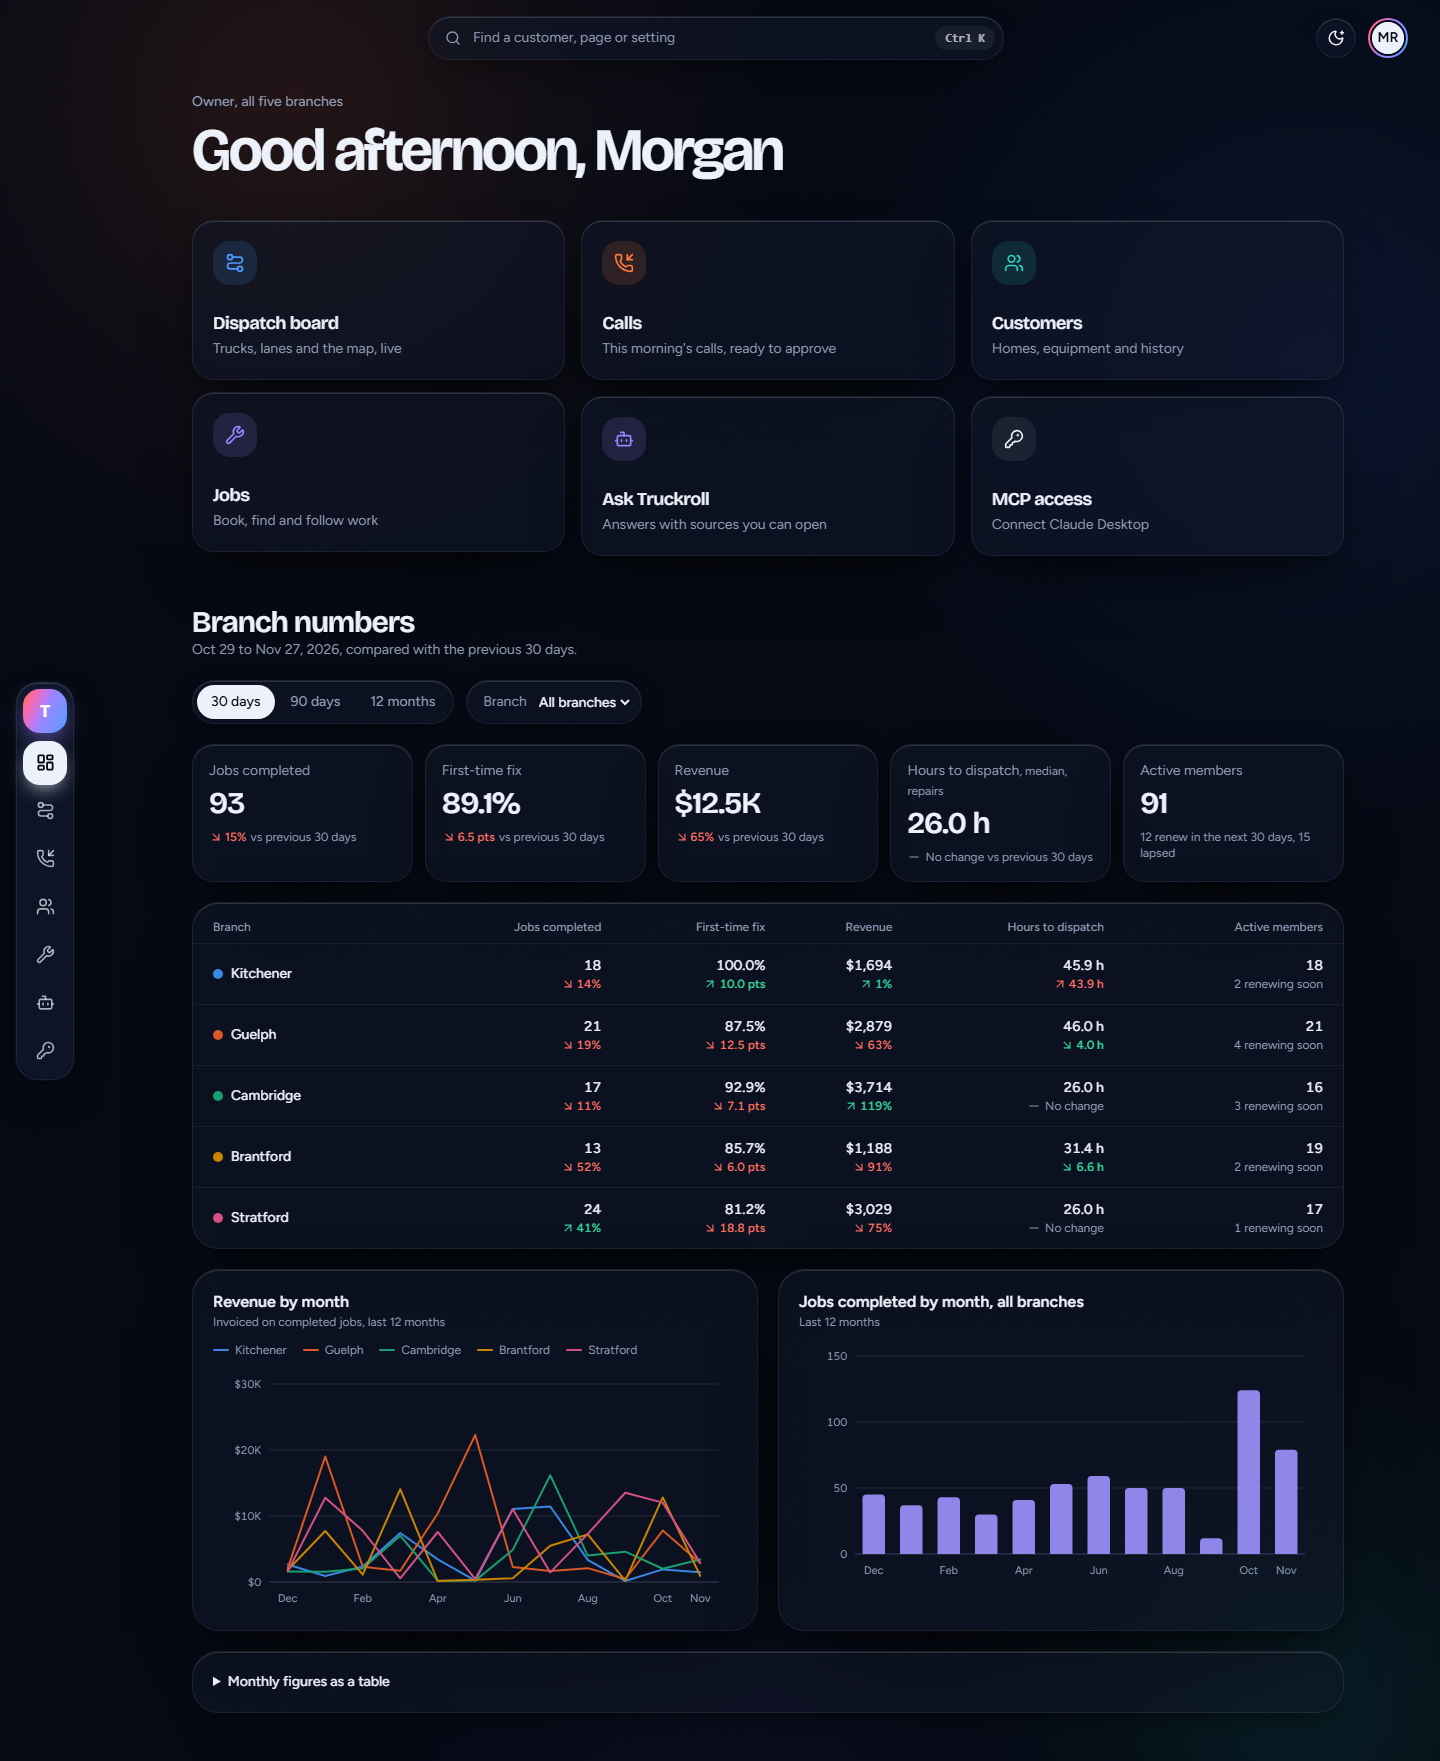 Find a customer, page or setting
Ctrl K
MR
Owner, all five branches
Good afternoon, Morgan
Dispatch board
Trucks, lanes and the map, live
Calls
This morning's calls, ready to approve
Customers
Homes, equipment and history
Jobs
Book, find and follow work
Ask Truckroll
Answers with sources you can open
MCP access
Connect Claude Desktop
Branch numbers
Oct 29 to Nov 27, 2026, compared with the previous 30 days.
T
30 days
90 days
12 months
Branch All branches
Jobs completed
93
15% vs previous 30 days
First-time fix
89.1%
6.5 pts vs previous 30 days
Revenue
$12.5K
65% vs previous 30 days
Hours to dispatch, median,
repairs
26.0 h
No change vs previous 30 days
Active members
91
12 renew in the next 30 days, 15
lapsed
Branch Jobs completed First-time fix Revenue Hours to dispatch Active members
Kitchener 18 100.0% $1,694 45.9 h 18
14% 10.0 pts 1% 43.9 h 2 renewing soon
Guelph 21 87.5% $2,879 46.0 h 21
19% 12.5 pts 63% 4.0 h 4 renewing soon
Cambridge 17 92.9% $3,714 26.0 h 16
11% 7.1 pts 119% No change 3 renewing soon
Brantford 13 85.7% $1,188 31.4 h 19
52% 6.0 pts 91% 6.6 h 2 renewing soon
Stratford 24 81.2% $3,029 26.0 h 17
41% 18.8 pts 75% No change 1 renewing soon
Revenue by month
Invoiced on completed jobs, last 12 months
Kitchener Guelph Cambridge Brantford Stratford
$30K
$20K
$10K
$0
Dec Feb Apr Jun Aug Oct Nov
Jobs completed by month, all branches
Last 12 months
150
100
50
0
Dec Feb Apr Jun Aug Oct Nov
Monthly figures as a table